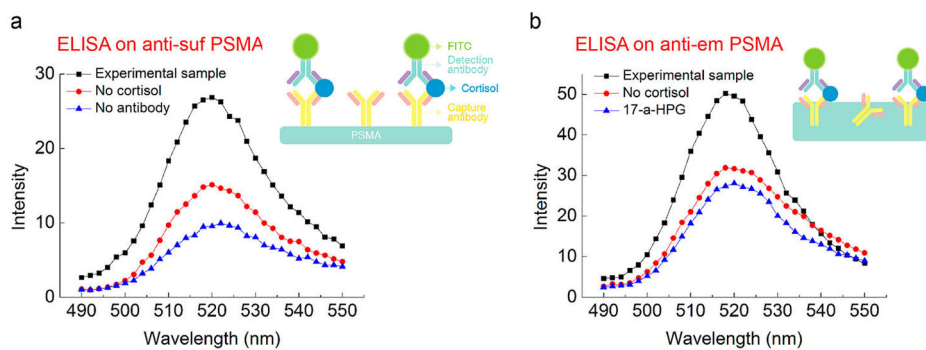 a
ELISA on anti-suf PSMA
Experimental sample
No cortisol
No antibody
FITC
Detection
antibody
Cortisol
Capture
antibody
PSMA
Intensity
30
20
10
0
490 500 510 520 530 540 550
Wavelength (nm)
b
ELISA on anti-em PSMA
Experimental sample
No cortisol
17-a-HPG
Intensity
50
40
30
20
10
0
490 500 510 520 530 540 550
Wavelength (nm)